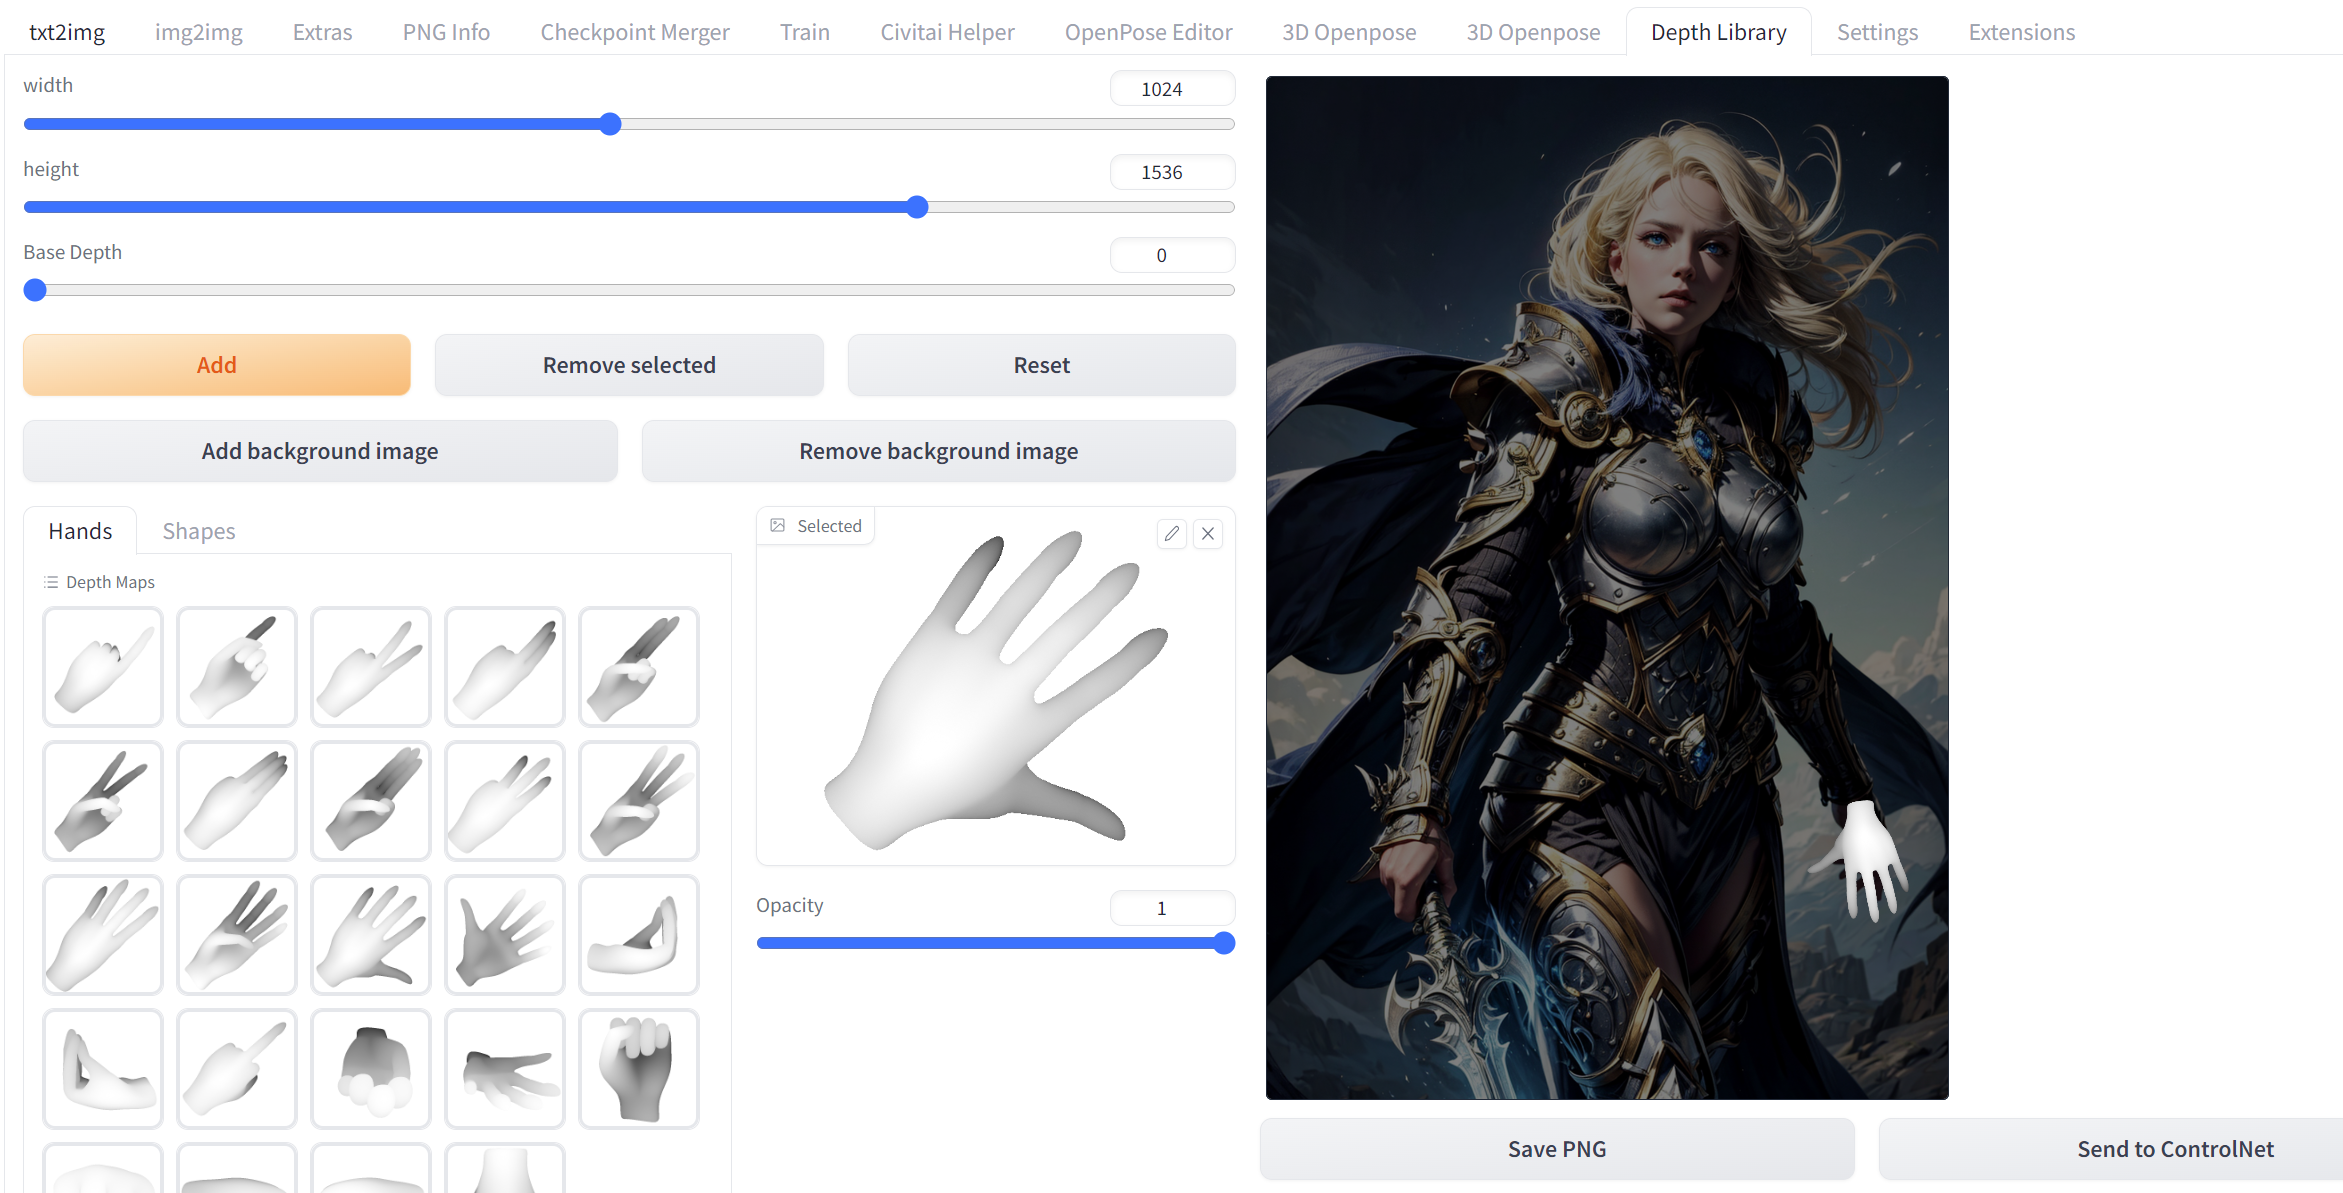 txt2img img2img Extras PNG Info Checkpoint Merger Train Civitai Helper OpenPose Editor 3D Openpose 3D Openpose Depth Library Settings Extensions
width 1024
height 1536
Base Depth 0
Add Remove selected Reset
Add background image Remove background image
Hands Shapes
Depth Maps
Selected
Opacity 1
Save PNG Send to ControlNet